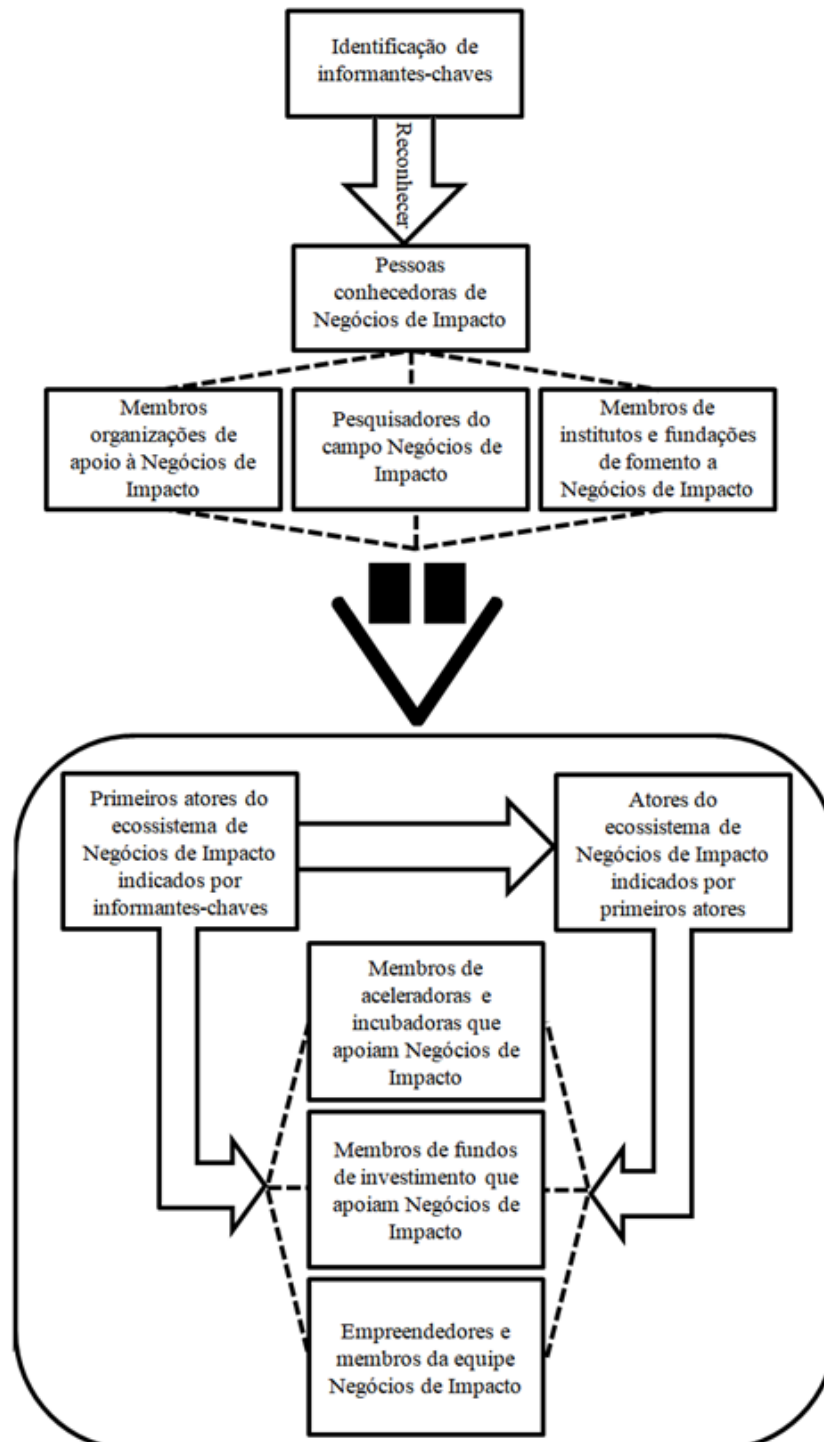 Identificação de
informantes-chaves
Reconhecer
Pessoas
conhecedoras de
Negócios de Impacto
Membros
organizações de
apoio à Negócios de
Impacto
Pesquisadores do
campo Negócios de
Impacto
Membros de
institutos e fundações
de fomento a
Negócios de Impacto
Primeiros atores do
ecossistema de
Negócios de Impacto
indicados por
informantes-chaves
Atores do
ecossistema de
Negócios de Impacto
indicados por
primeiros atores
Membros de
aceleradoras e
incubadoras que
apoiam Negócios de
Impacto
Membros de fundos
de investimento que
apoiam Negócios de
Impacto
Empreendedores e
membros da equipe
Negócios de Impacto